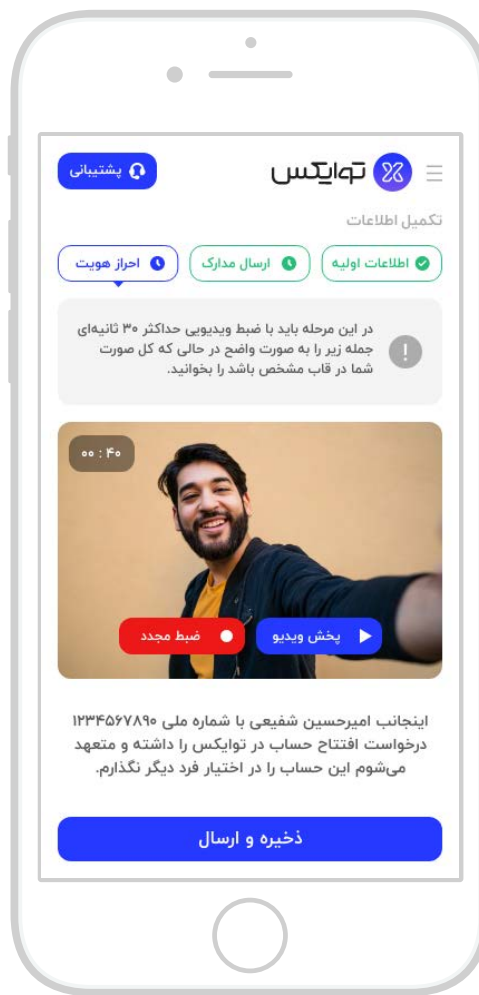 توایکس
پشتیبانی
تکمیل اطلاعات
اطلاعات اولیه
ارسال مدارک
احراز هویت
در این مرحله باید با ضبط ویدیویی حداکثر ۳۰ ثانیه‌ای
جمله زیر را به صورت واضح در حالی که کل صورت
شما در قاب مشخص باشد را بخوانید.
۰۰ : ۴۰
پخش ویدیو
ضبط مجدد
اینجانب امیرحسین شفیعی با شماره ملی ۱۲۳۴۵۶۷۸۹۰
درخواست افتتاح حساب در توایکس را داشته و متعهد
می‌شوم این حساب را در اختیار فرد دیگر نگذارم.
ذخیره و ارسال